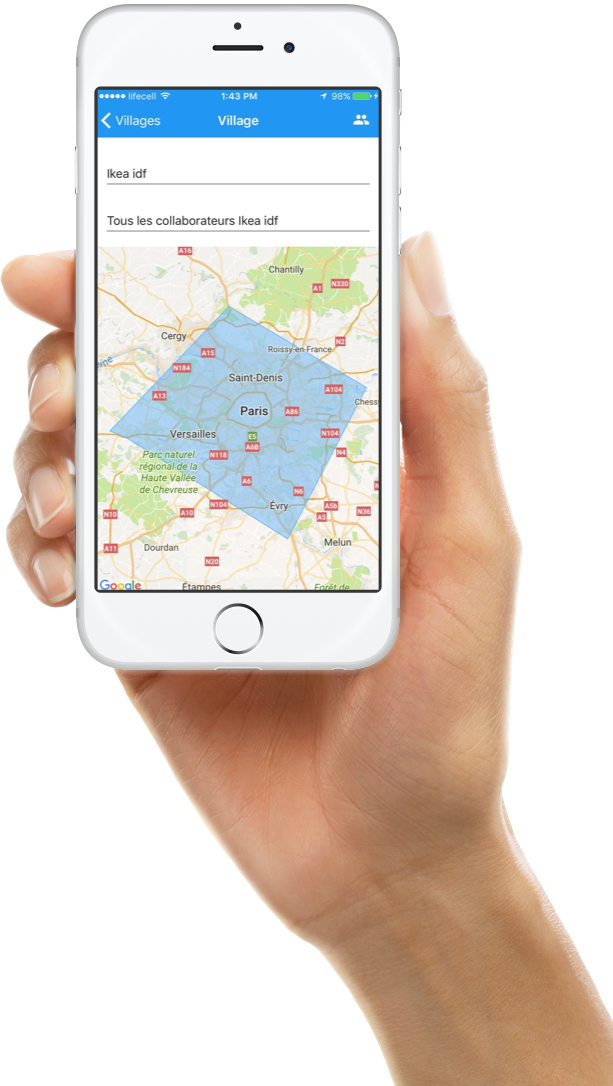 lifecell 1:43 PM 98%
Villages Village
Ikea idf
Tous les collaborateurs Ikea idf
A16
Chantilly
A1 N330
Cergy N2
A15 Roissy-en-France
N184 Saint-Denis
A13 A104
Paris A86 Chess
Versailles E5 N104
A6B
Parc naturel N118 N4
régional de la
Haute Vallée
de Chevreuse A6 N6
N104 Évry A5b
N10 A10 A5 N36
A11 Dourdan Melun
N20
Google Étampes Forêt de